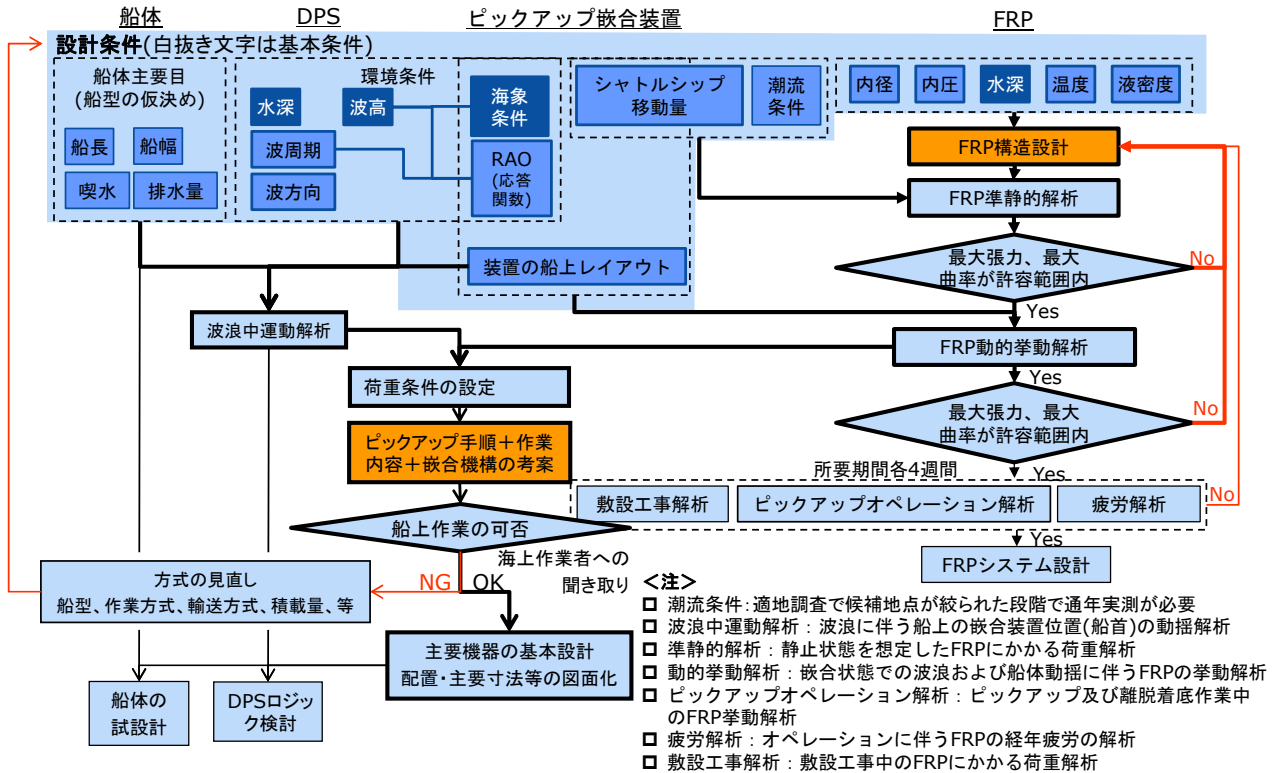 船体
DPS
ピックアップ嵌合装置
FRP
設計条件(白抜き文字は基本条件)
船体主要目
(船型の仮決め)
船長
船幅
喫水
排水量
環境条件
水深
波高
波周期
波方向
海象
条件
RAO
(応答
関数)
シャトルシップ
移動量
潮流
条件
内径
内圧
水深
温度
液密度
FRP構造設計
FRP準静的解析
最大張力、最大
曲率が許容範囲内
No
Yes
装置の船上レイアウト
波浪中運動解析
FRP動的挙動解析
Yes
荷重条件の設定
最大張力、最大
曲率が許容範囲内
No
Yes
ピックアップ手順＋作業
内容＋嵌合機構の考案
所要期間各4週間
敷設工事解析
ピックアップオペレーション解析
疲労解析
No
Yes
船上作業の可否
FRPシステム設計
海上作業者への
聞き取り
NG
OK
方式の見直し
船型、作業方式、輸送方式、積載量、等
主要機器の基本設計
配置・主要寸法等の図面化
船体の
試設計
DPSロジッ
ク検討
＜注＞
潮流条件：適地調査で候補地点が絞られた段階で通年実測が必要
波浪中運動解析：波浪に伴う船上の嵌合装置位置(船首)の動揺解析
準静的解析：静止状態を想定したFRPにかかる荷重解析
動的挙動解析：嵌合状態での波浪および船体動揺に伴うFRPの挙動解析
ピックアップオペレーション解析：ピックアップ及び離脱着底作業中
のFRP挙動解析
疲労解析：オペレーションに伴うFRPの経年疲労の解析
敷設工事解析：敷設工事中のFRPにかかる荷重解析